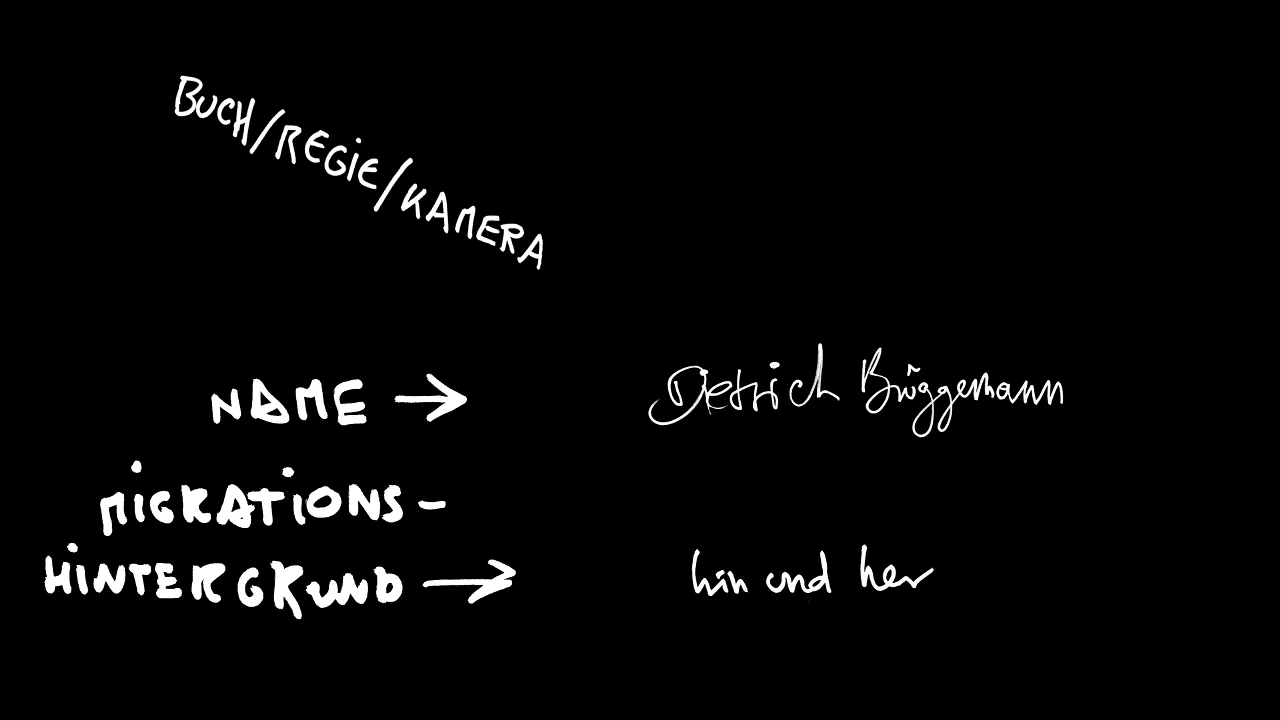 BUCH/REGiE/KAMERA
NAME → Dietrich Brüggemann
MiGRATiONS-
HiNTERGRUND → hin und her